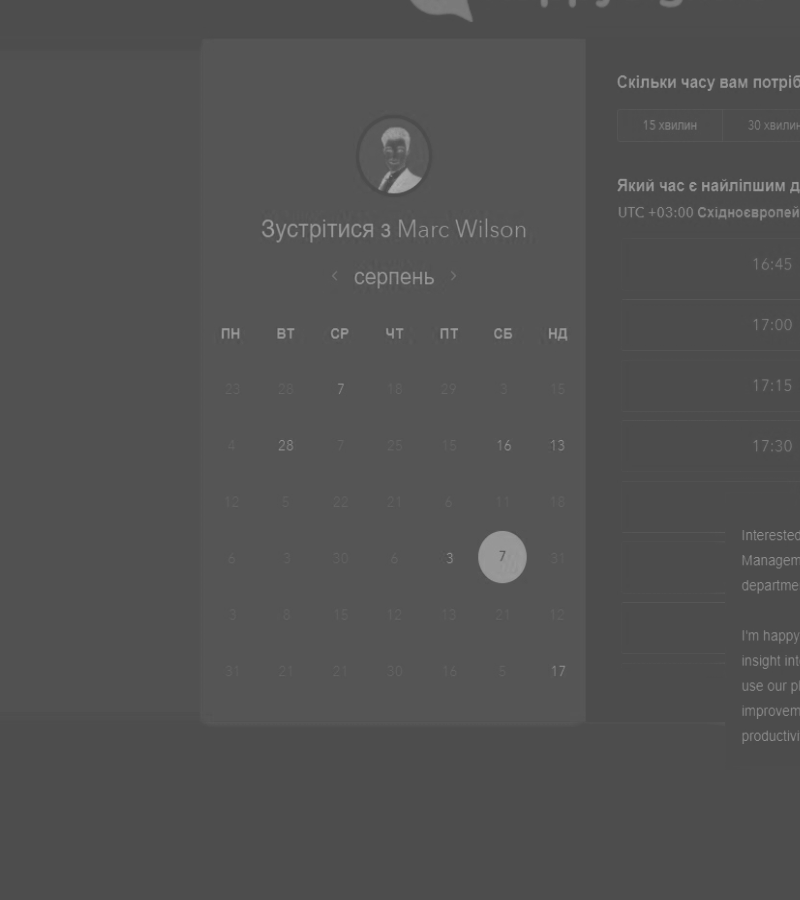 Зустрітися з Marc Wilson
серпень
ПН ВТ СР ЧТ ПТ СБ НД
23 28 7 18 29 3 15
4 28 7 25 15 16 13
12 5 22 21 6 11 18
6 3 30 6 3 7 31
3 8 15 12 13 21 12
31 21 21 30 16 5 17
Скільки часу вам потріб
15 хвилин 30 хвилин
Який час є найліпшим д
UTC +03:00 Східноєвропей
16:45
17:00
17:15
17:30
Interested
Managem
departme
I'm happy
insight int
use our pl
improvem
productivi